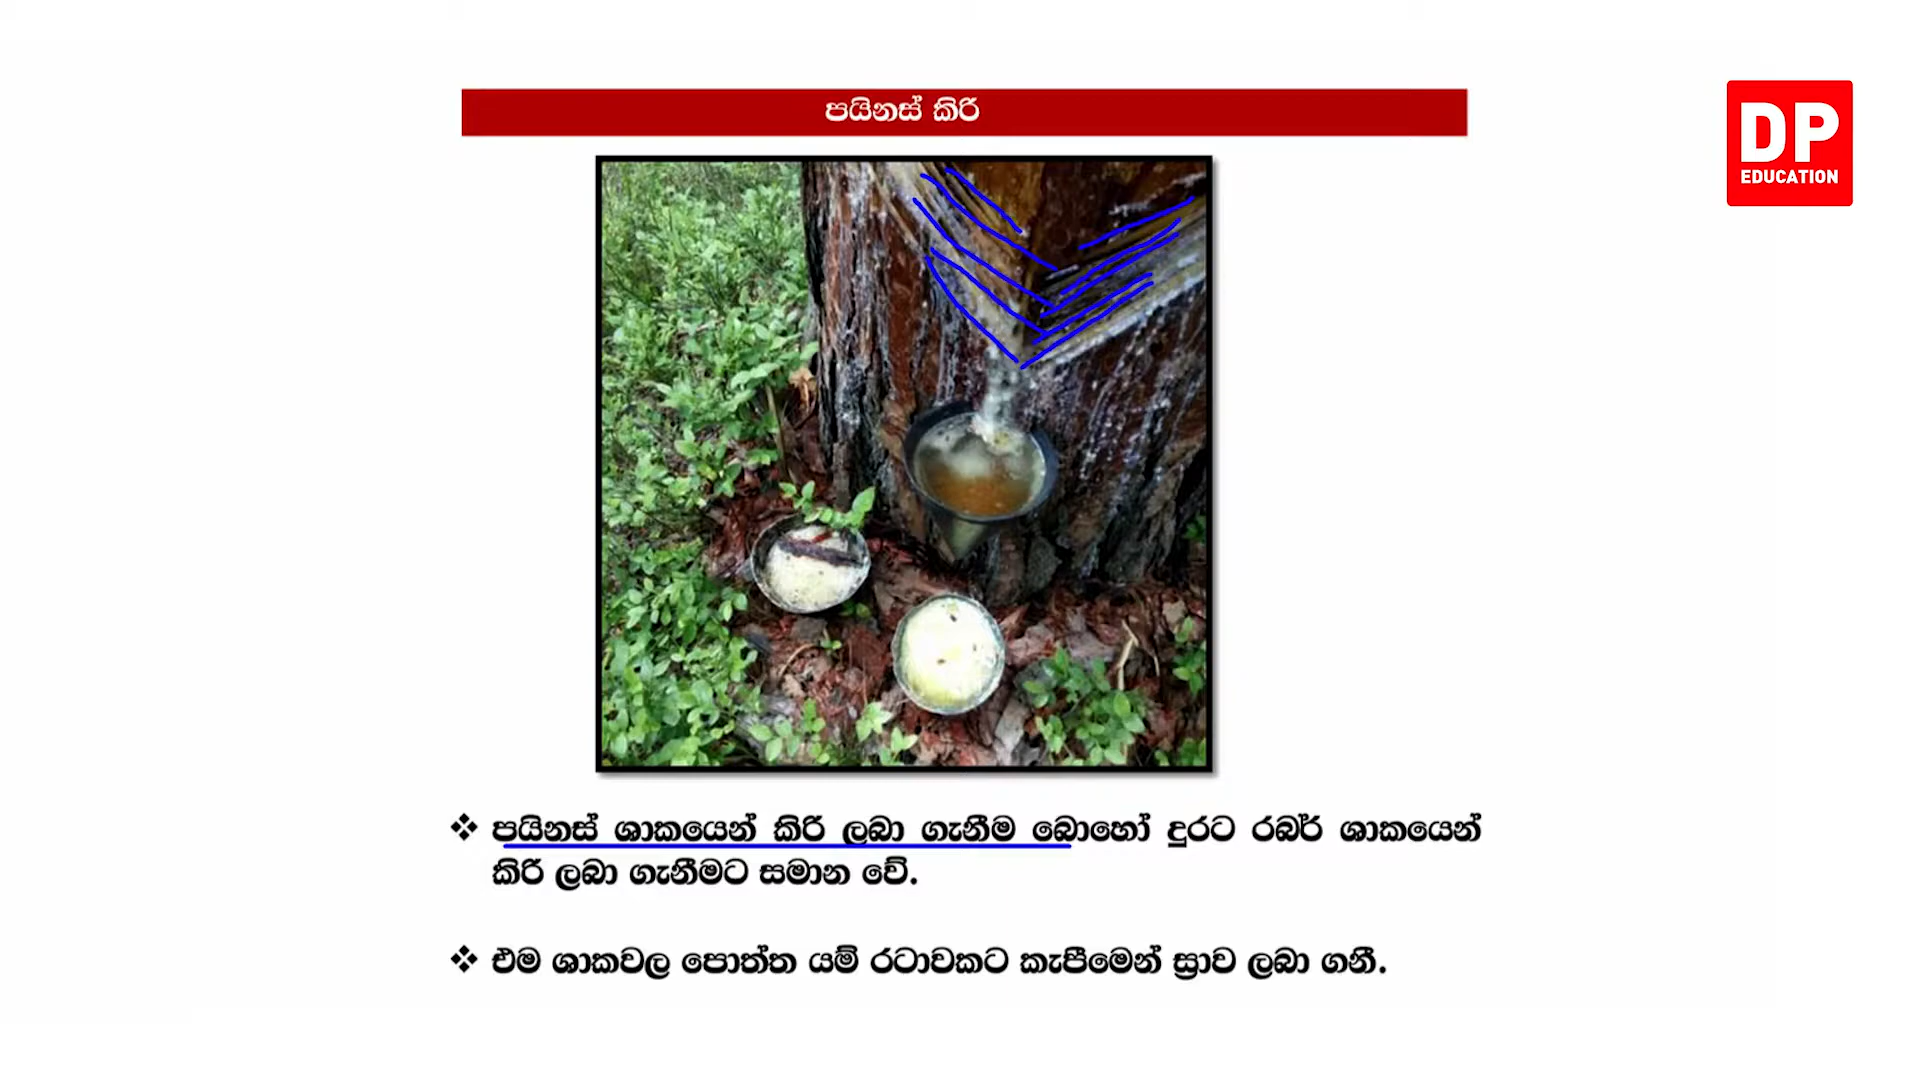 පයිනස් කිරි
DP
EDUCATION
❖ පයිනස් ශාකයෙන් කිරි ලබා ගැනීම බොහෝ දුරට රබර් ශාකයෙන්
කිරි ලබා ගැනීමට සමාන වේ.
❖ එම ශාකවල පොත්ත යම් රටාවකට කැපීමෙන් ස්‍රාව ලබා ගනී.